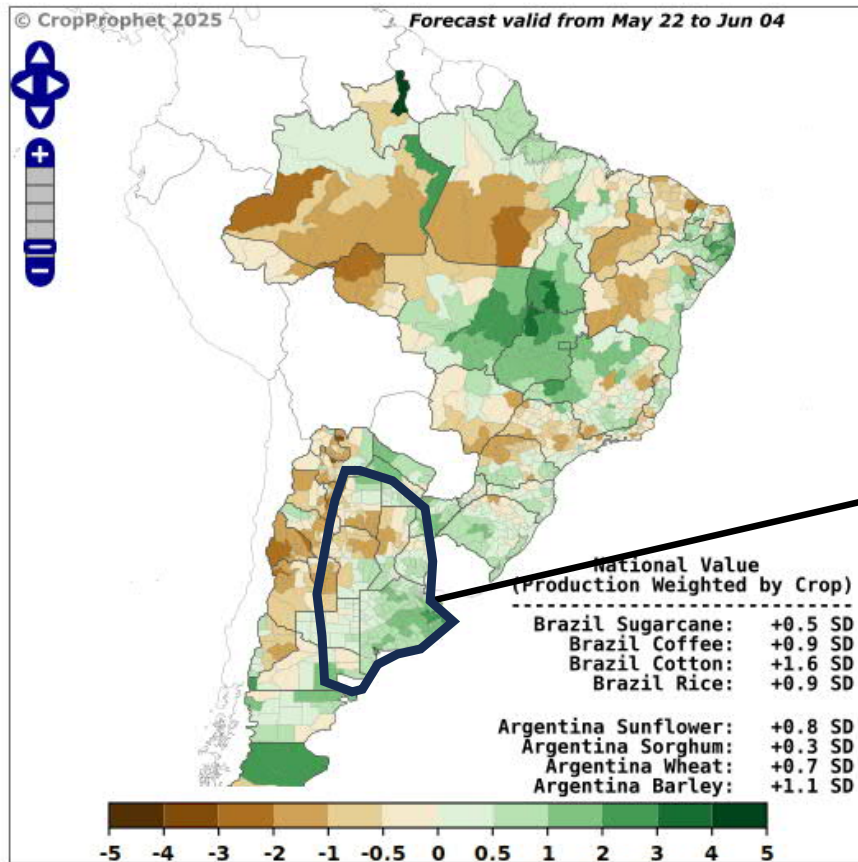 © CropProphet 2025
Forecast valid from May 22 to Jun 04
+
−
National Value
(Production Weighted by Crop)
------------------------------
Brazil Sugarcane: +0.5 SD
Brazil Coffee: +0.9 SD
Brazil Cotton: +1.6 SD
Brazil Rice: +0.9 SD
Argentina Sunflower: +0.8 SD
Argentina Sorghum: +0.3 SD
Argentina Wheat: +0.7 SD
Argentina Barley: +1.1 SD
-5 -4 -3 -2 -1 -0.5 0 0.5 1 2 3 4 5